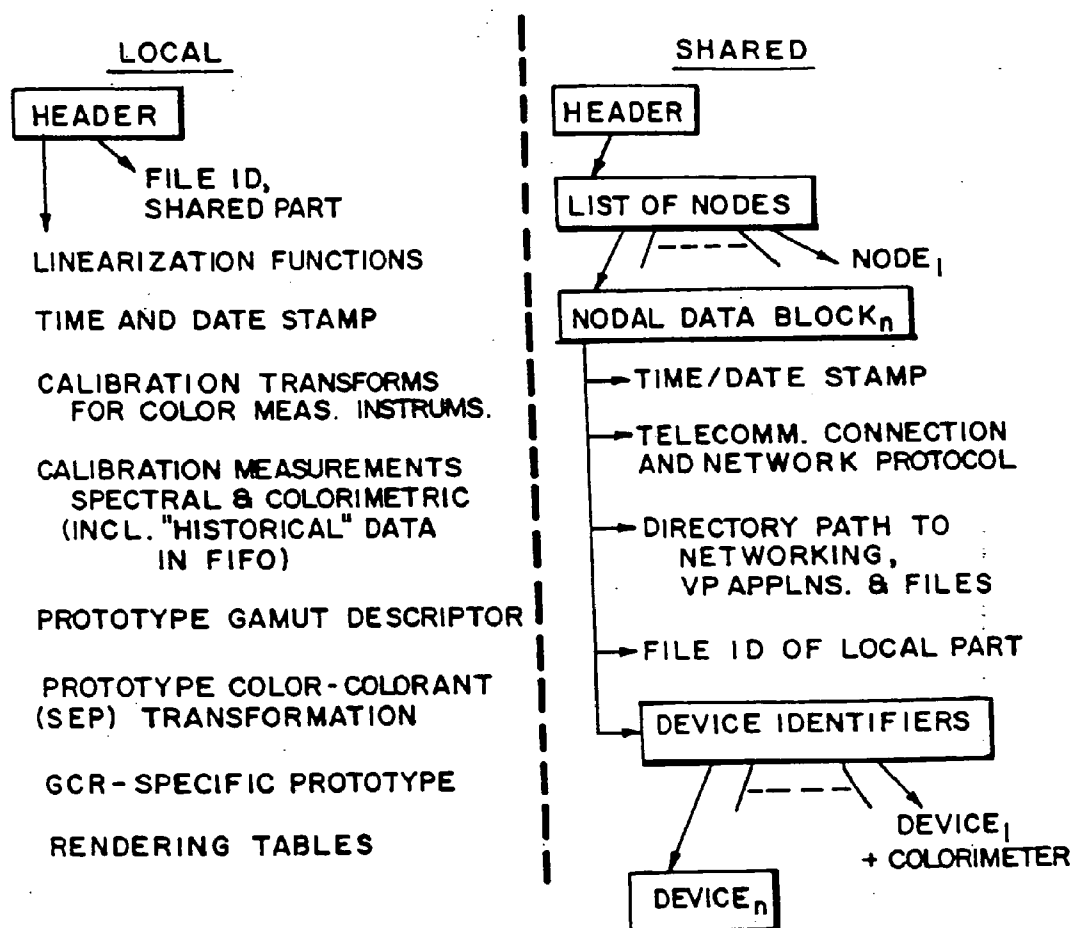 LOCAL
HEADER
FILE ID,
SHARED PART
LINEARIZATION FUNCTIONS
TIME AND DATE STAMP
CALIBRATION TRANSFORMS
FOR COLOR MEAS. INSTRUMS.
CALIBRATION MEASUREMENTS
SPECTRAL & COLORIMETRIC
(INCL. "HISTORICAL" DATA
IN FIFO)
PROTOTYPE GAMUT DESCRIPTOR
PROTOTYPE COLOR-COLORANT
(SEP) TRANSFORMATION
GCR-SPECIFIC PROTOTYPE
RENDERING TABLES
SHARED
HEADER
LIST OF NODES
NODE₁
NODAL DATA BLOCKₙ
TIME/DATE STAMP
TELECOMM. CONNECTION
AND NETWORK PROTOCOL
DIRECTORY PATH TO
NETWORKING,
VP APPLNS. & FILES
FILE ID OF LOCAL PART
DEVICE IDENTIFIERS
DEVICE₁
+ COLORIMETER
DEVICEₙ